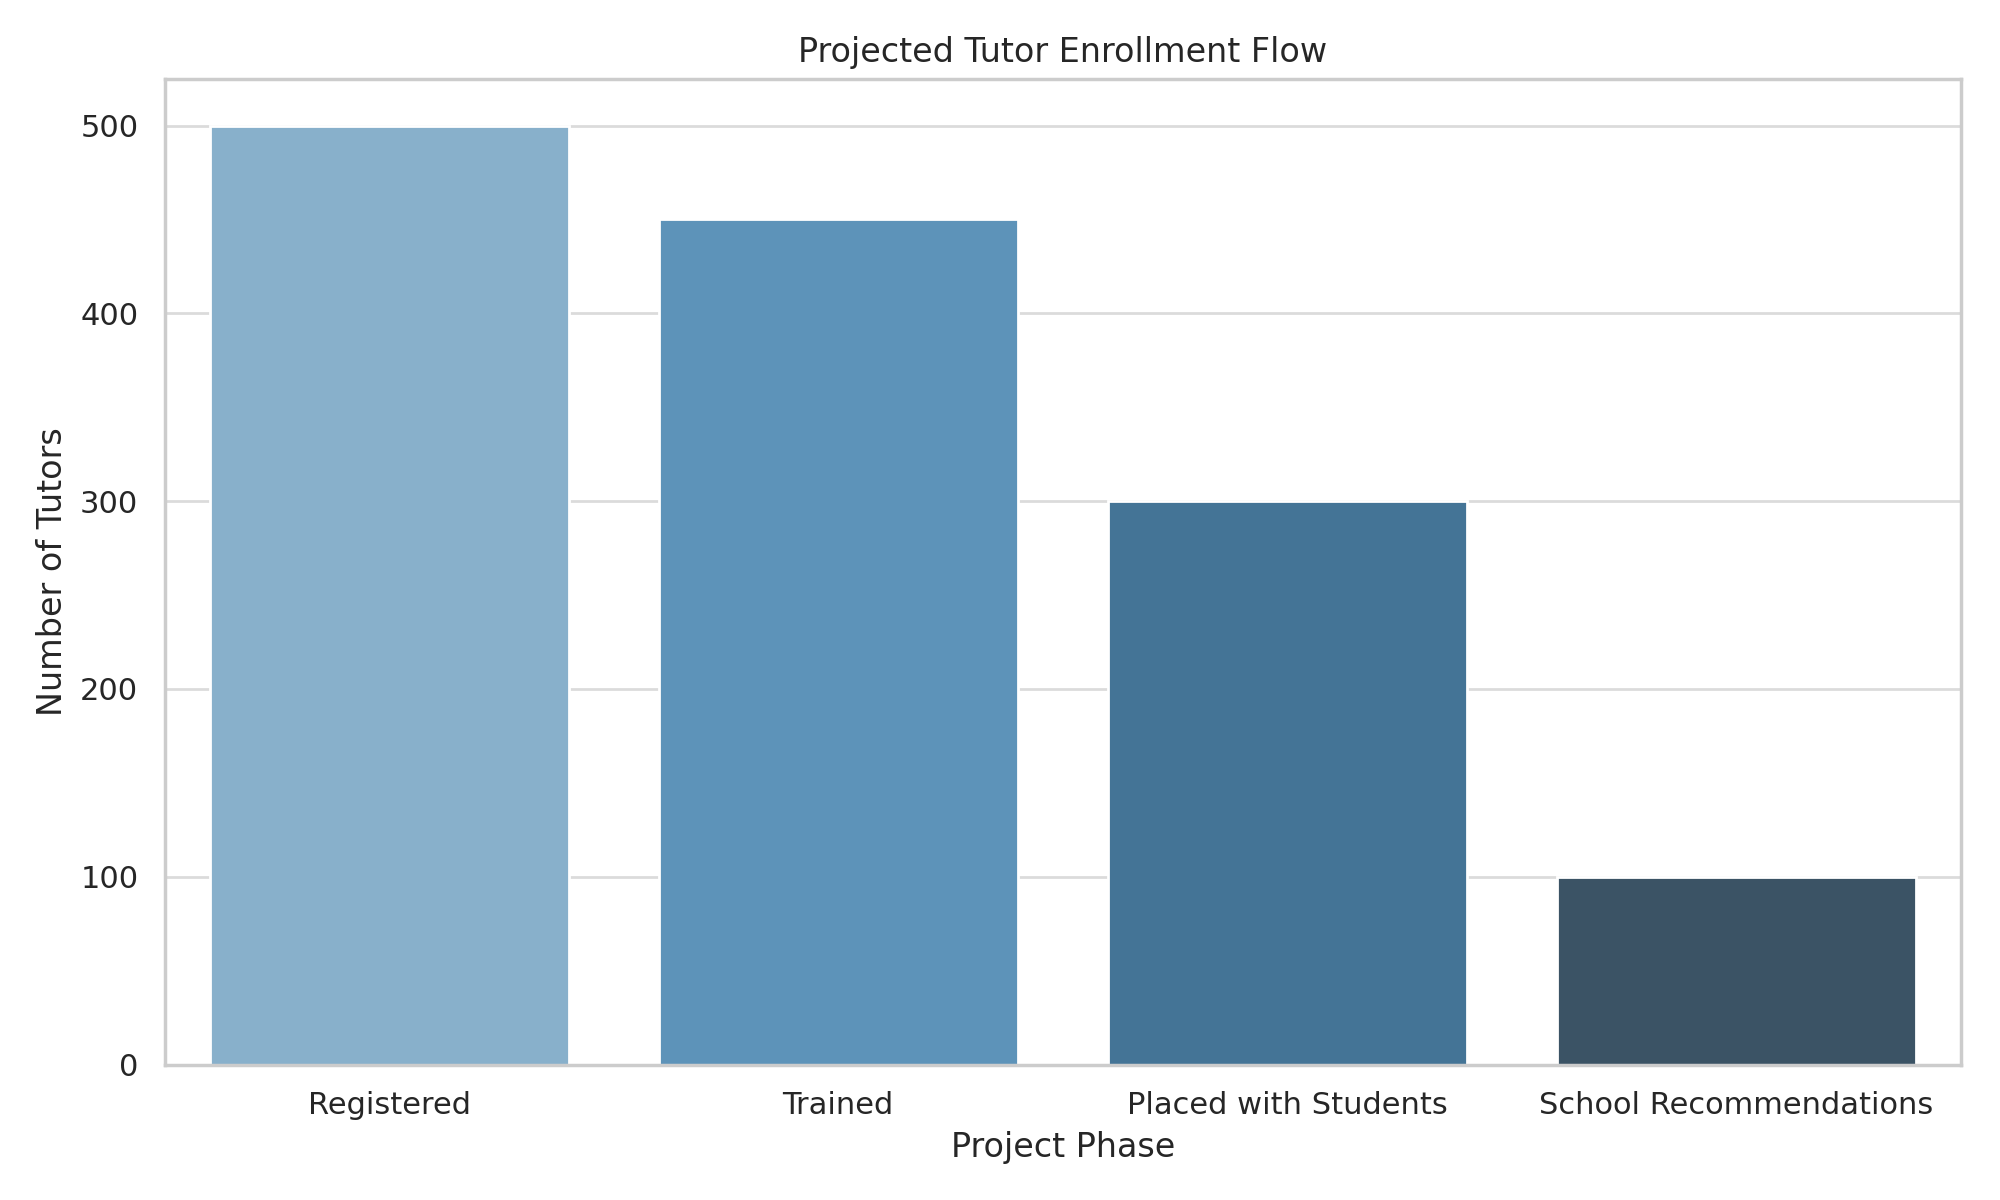 Projected Tutor Enrollment Flow
Number of Tutors
500
400
300
200
100
0
Registered
Trained
Placed with Students
School Recommendations
Project Phase